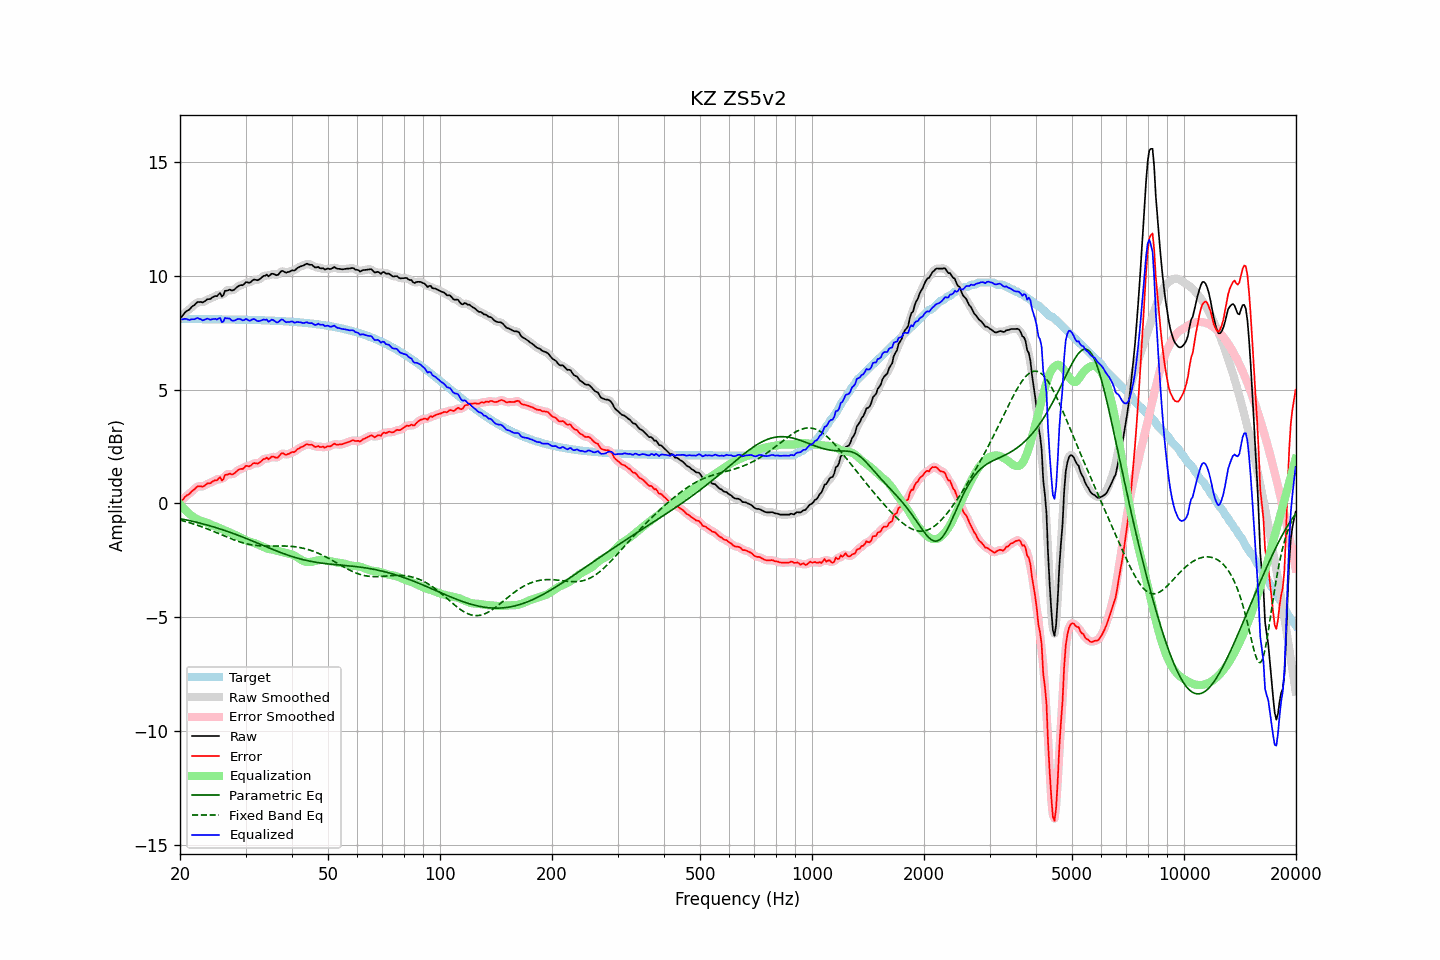 KZ ZS5v2
Amplitude (dBr)
15
10
5
0
−5
−10
−15
Target
Raw Smoothed
Error Smoothed
Raw
Error
Equalization
Parametric Eq
Fixed Band Eq
Equalized
20
50
100
200
500
1000
2000
5000
10000
20000
Frequency (Hz)